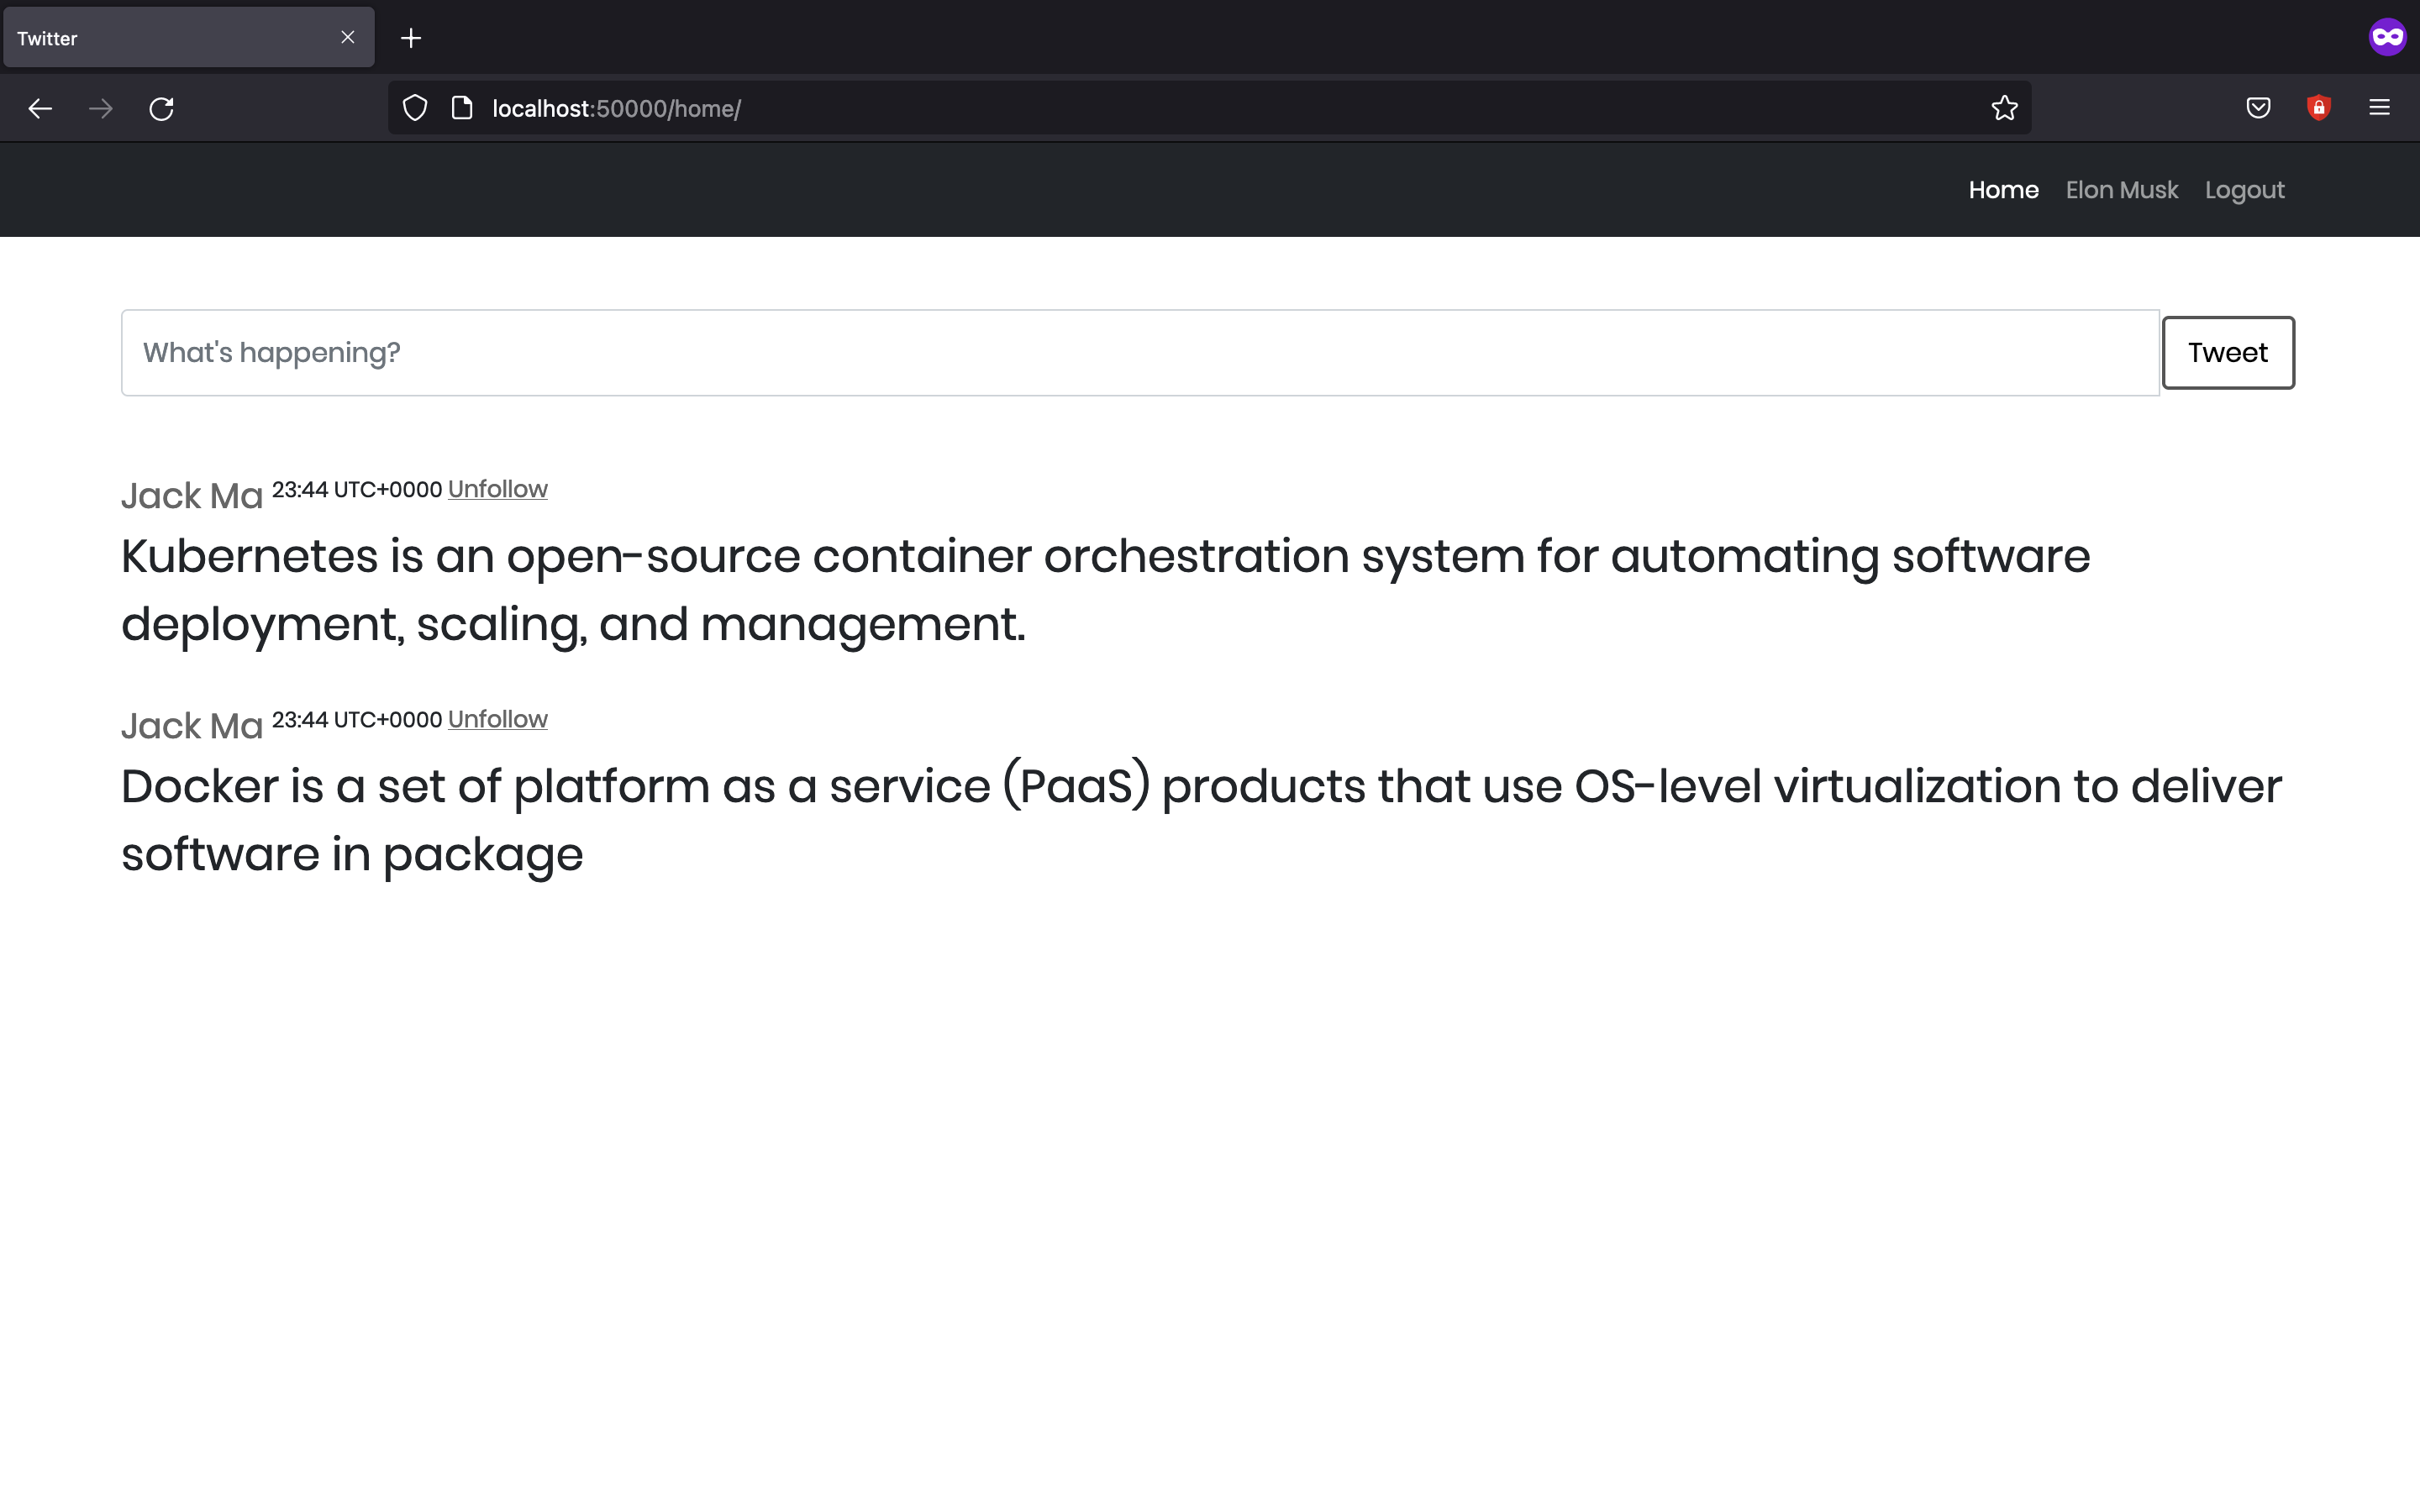 Twitter
localhost:50000/home/
Home Elon Musk Logout
What's happening? Tweet
Jack Ma 23:44 UTC+0000 Unfollow
Kubernetes is an open-source container orchestration system for automating software
deployment, scaling, and management.
Jack Ma 23:44 UTC+0000 Unfollow
Docker is a set of platform as a service (PaaS) products that use OS-level virtualization to deliver
software in package